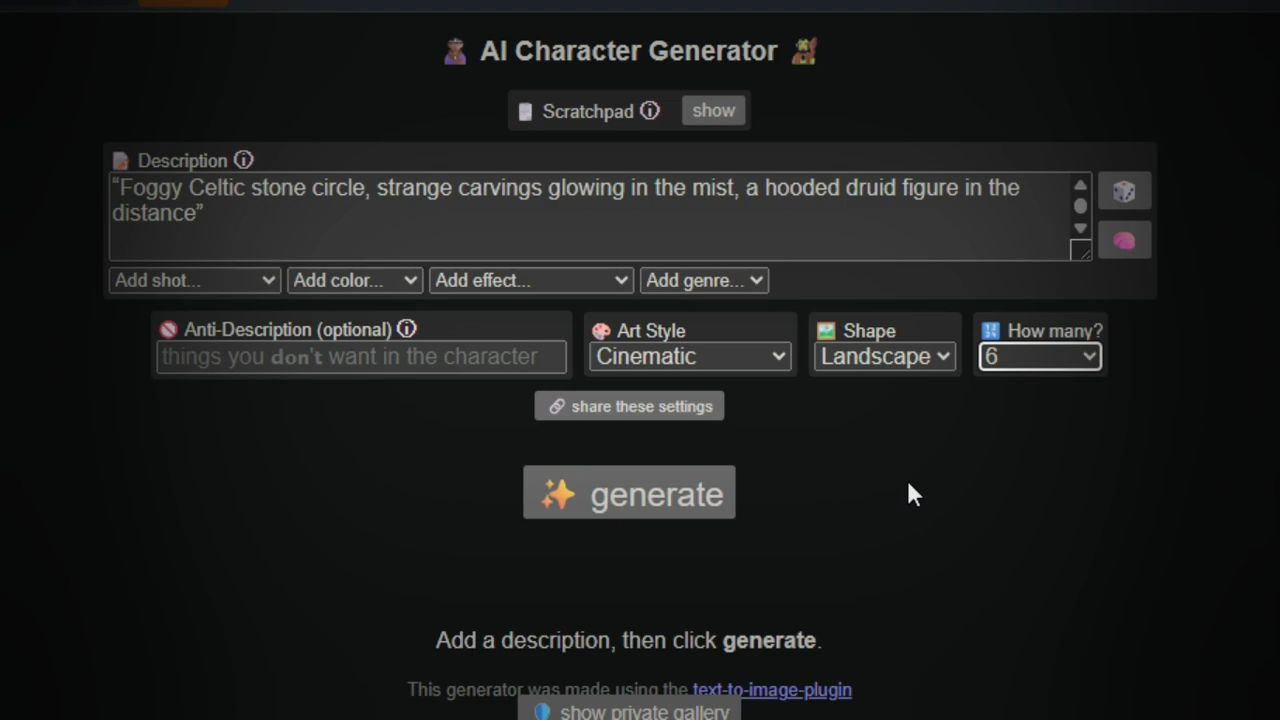 AI Character Generator
Scratchpad
show
Description
“Foggy Celtic stone circle, strange carvings glowing in the mist, a hooded druid figure in the
distance”
Add shot...
Add color...
Add effect...
Add genre...
Anti-Description (optional)
things you don't want in the character
Art Style
Cinematic
Shape
Landscape
How many?
6
share these settings
generate
Add a description, then click generate.
This generator was made using the text-to-image-plugin
show private gallery